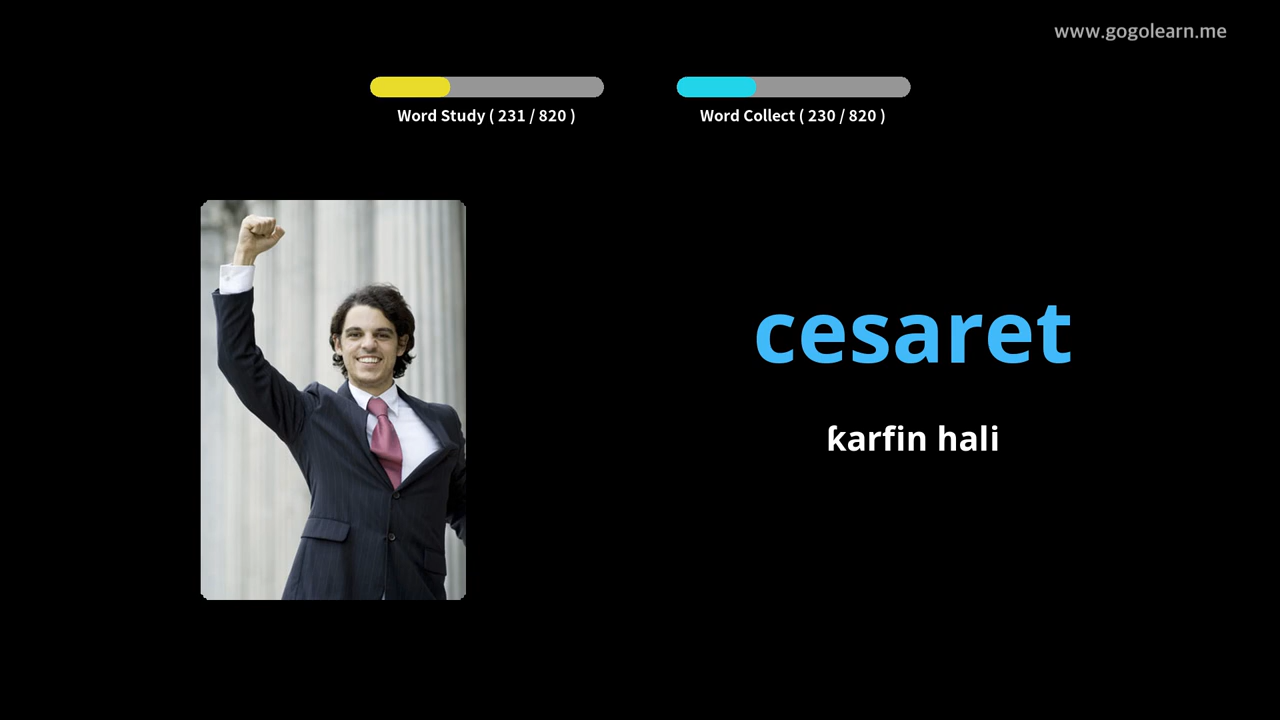 www.gogolearn.me
Word Study ( 231 / 820 )
Word Collect ( 230 / 820 )
cesaret
ƙarfin hali